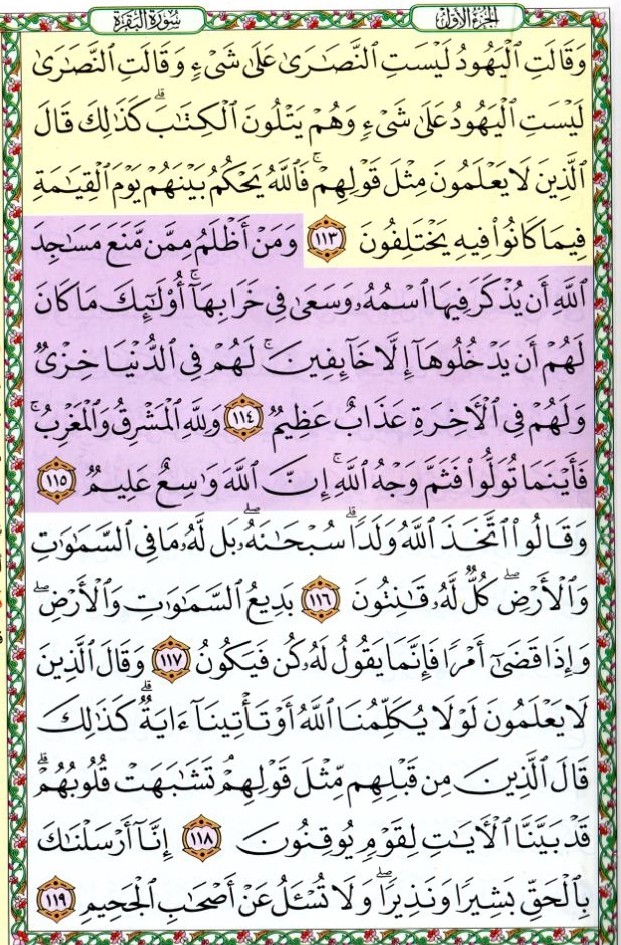 الجزء الأول
سورة البقرة
وَقَالَتِ ٱلۡيَهُودُ لَيۡسَتِ ٱلنَّصَٰرَىٰ عَلَىٰ شَىۡءٖ وَقَالَتِ ٱلنَّصَٰرَىٰ
لَيۡسَتِ ٱلۡيَهُودُ عَلَىٰ شَىۡءٖ وَهُمۡ يَتۡلُونَ ٱلۡكِتَٰبَۗ كَذَٰلِكَ قَالَ
ٱلَّذِينَ لَا يَعۡلَمُونَ مِثۡلَ قَوۡلِهِمۡۚ فَٱللَّهُ يَحۡكُمُ بَيۡنَهُمۡ يَوۡمَ ٱلۡقِيَٰمَةِ
فِيمَا كَانُواْ فِيهِ يَخۡتَلِفُونَ ١١٣ وَمَنۡ أَظۡلَمُ مِمَّن مَّنَعَ مَسَٰجِدَ
ٱللَّهِ أَن يُذۡكَرَ فِيهَا ٱسۡمُهُۥ وَسَعَىٰ فِى خَرَابِهَآۚ أُوْلَٰٓئِكَ مَا كَانَ
لَهُمۡ أَن يَدۡخُلُوهَآ إِلَّا خَآئِفِينَۚ لَهُمۡ فِى ٱلدُّنۡيَا خِزۡىٞ
وَلَهُمۡ فِى ٱلۡأٓخِرَةِ عَذَابٌ عَظِيمٞ ١١٤ وَلِلَّهِ ٱلۡمَشۡرِقُ وَٱلۡمَغۡرِبُۚ
فَأَيۡنَمَا تُوَلُّواْ فَثَمَّ وَجۡهُ ٱللَّهِۚ إِنَّ ٱللَّهَ وَٰسِعٌ عَلِيمٞ ١١٥
وَقَالُواْ ٱتَّخَذَ ٱللَّهُ وَلَدٗاۗ سُبۡحَٰنَهُۥۖ بَل لَّهُۥ مَا فِى ٱلسَّمَٰوَٰتِ
وَٱلۡأَرۡضِۖ كُلّٞ لَّهُۥ قَٰنِتُونَ ١١٦ بَدِيعُ ٱلسَّمَٰوَٰتِ وَٱلۡأَرۡضِۖ
وَإِذَا قَضَىٰٓ أَمۡرٗا فَإِنَّمَا يَقُولُ لَهُۥ كُن فَيَكُونُ ١١٧ وَقَالَ ٱلَّذِينَ
لَا يَعۡلَمُونَ لَوۡلَا يُكَلِّمُنَا ٱللَّهُ أَوۡ تَأۡتِينَآ ءَايَةٞۗ كَذَٰلِكَ
قَالَ ٱلَّذِينَ مِن قَبۡلِهِم مِّثۡلَ قَوۡلِهِمۡۘ تَشَٰبَهَتۡ قُلُوبُهُمۡۗ
قَدۡ بَيَّنَّا ٱلۡأٓيَٰتِ لِقَوۡمٖ يُوقِنُونَ ١١٨ إِنَّآ أَرۡسَلۡنَٰكَ
بِٱلۡحَقِّ بَشِيرٗا وَنَذِيرٗاۖ وَلَا تُسۡـَٔلُ عَنۡ أَصۡحَٰبِ ٱلۡجَحِيمِ ١١٩